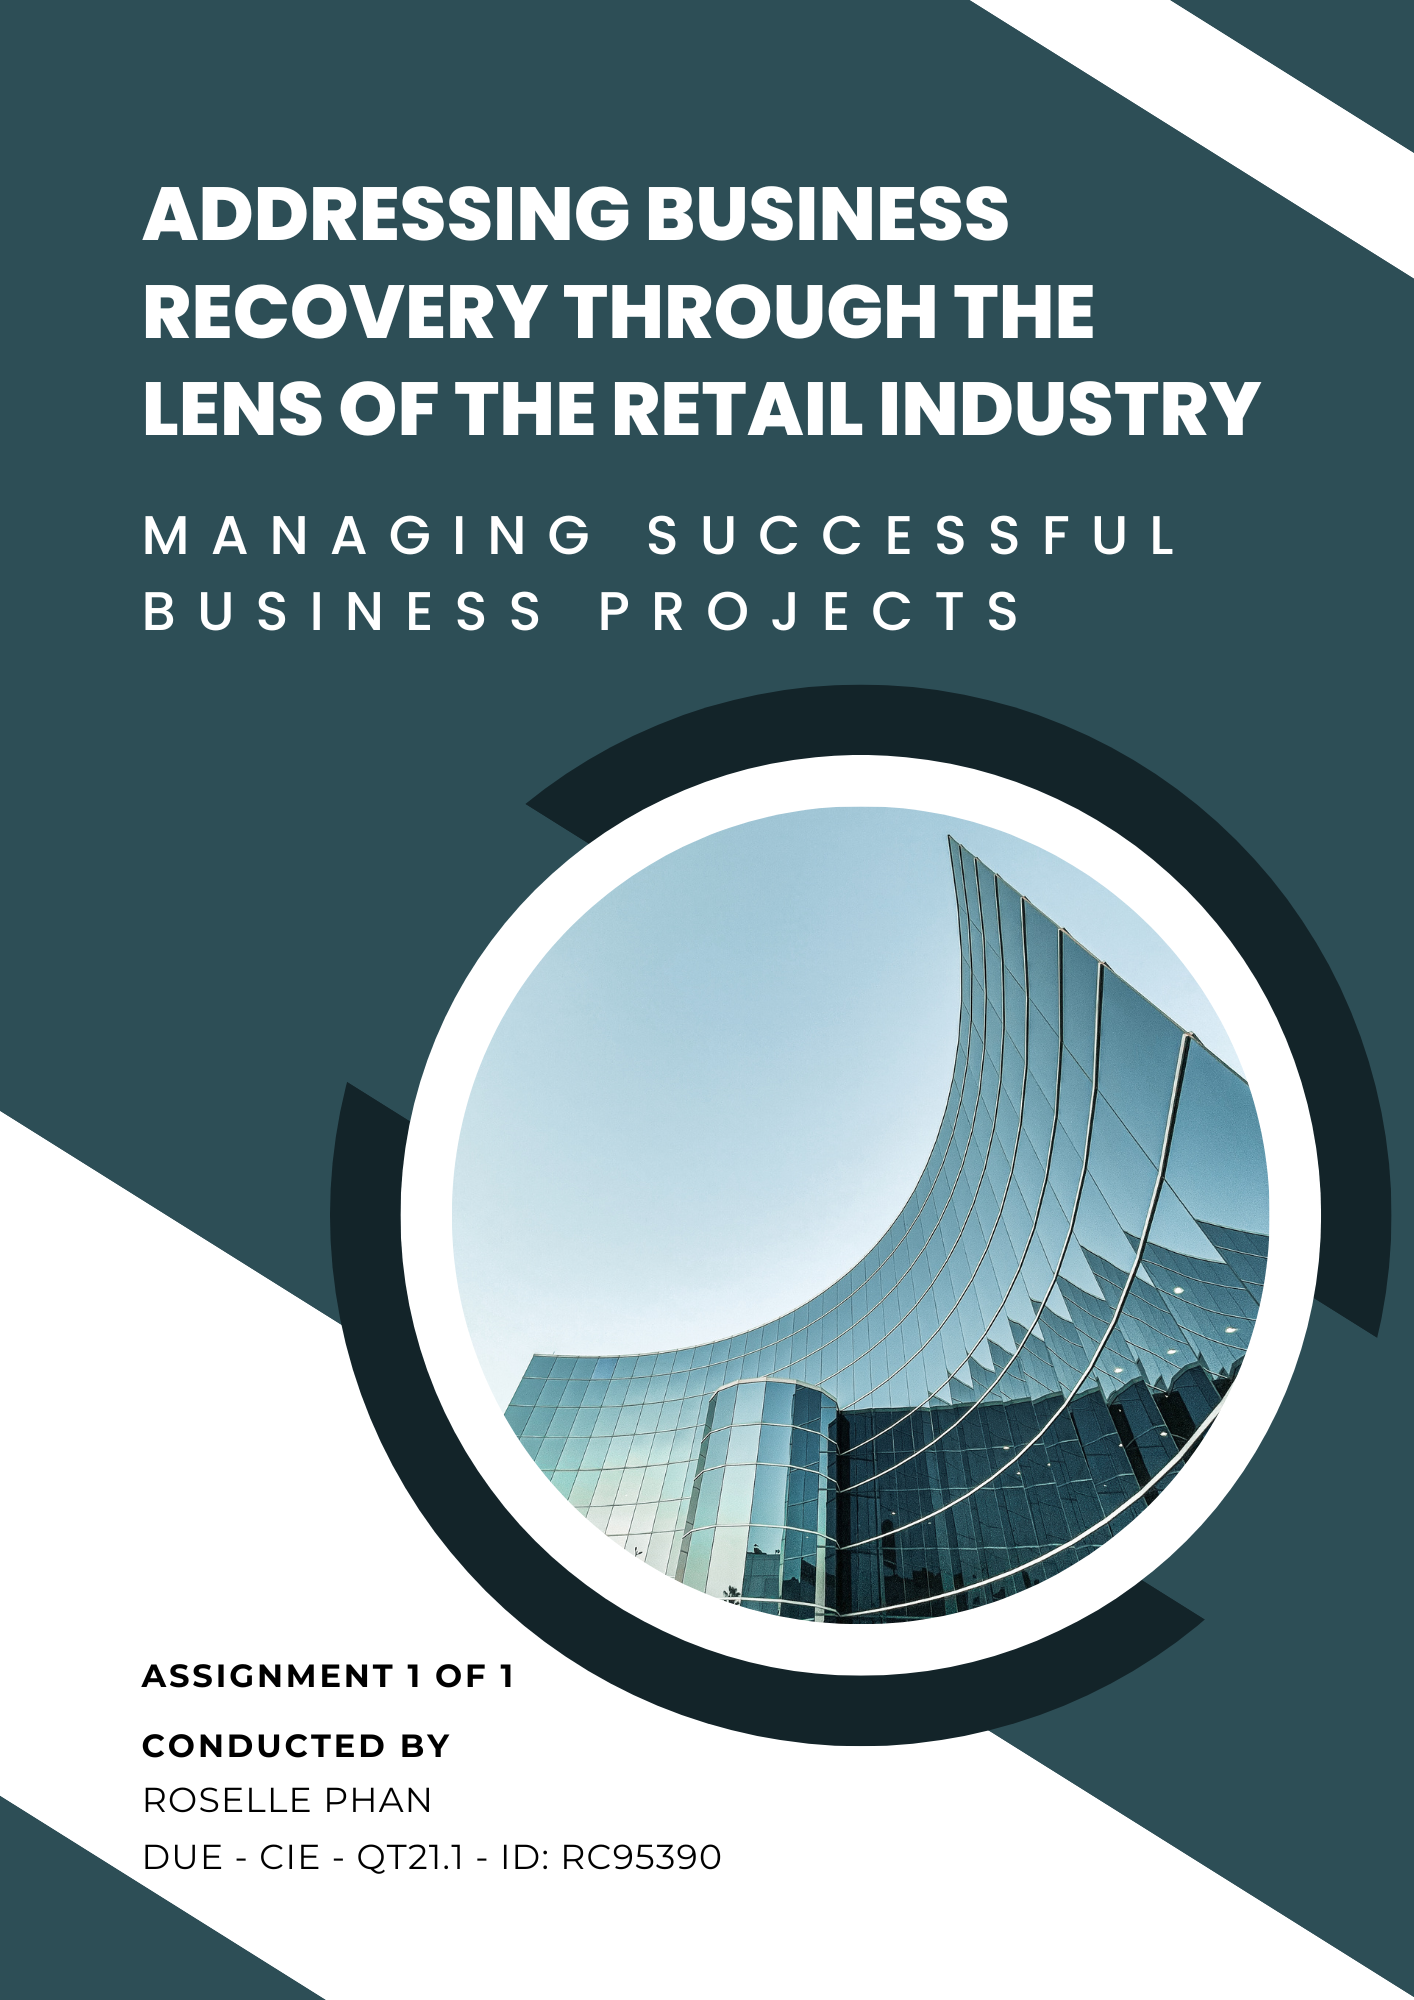 ADDRESSING BUSINESS
RECOVERY THROUGH THE
LENS OF THE RETAIL INDUSTRY
MANAGING SUCCESSFUL
BUSINESS PROJECTS
ASSIGNMENT 1 OF 1
CONDUCTED BY
ROSELLE PHAN
DUE - CIE - QT21.1 - ID: RC95390